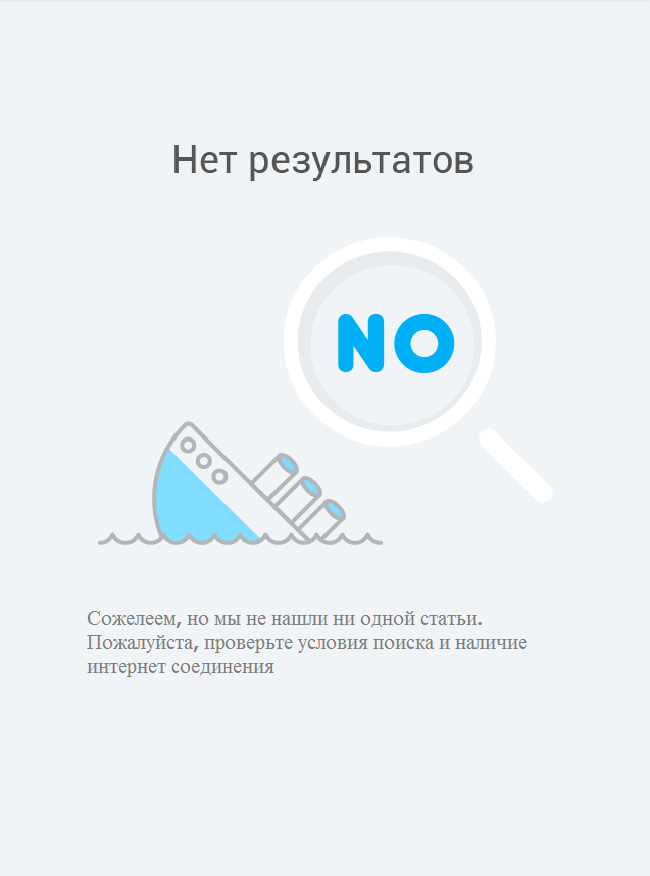 Нет результатов
NO
Сожелеем, но мы не нашли ни одной статьи.
Пожалуйста, проверьте условия поиска и наличие
интернет соединения